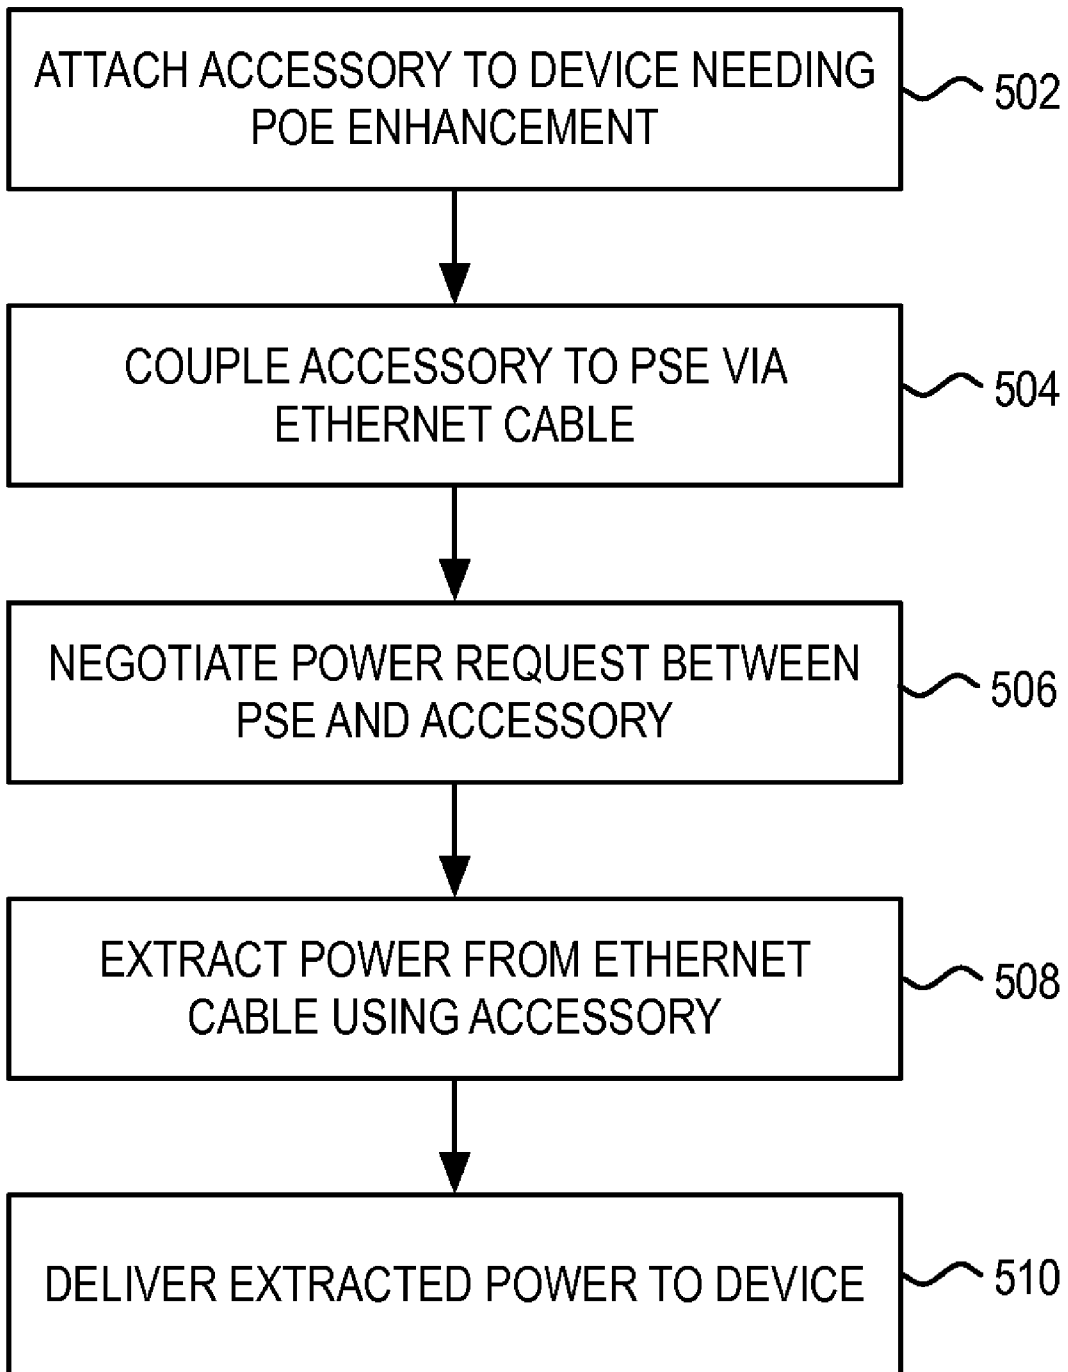 ATTACH ACCESSORY TO DEVICE NEEDING
POE ENHANCEMENT
502
COUPLE ACCESSORY TO PSE VIA
ETHERNET CABLE
504
NEGOTIATE POWER REQUEST BETWEEN
PSE AND ACCESSORY
506
EXTRACT POWER FROM ETHERNET
CABLE USING ACCESSORY
508
DELIVER EXTRACTED POWER TO DEVICE
510